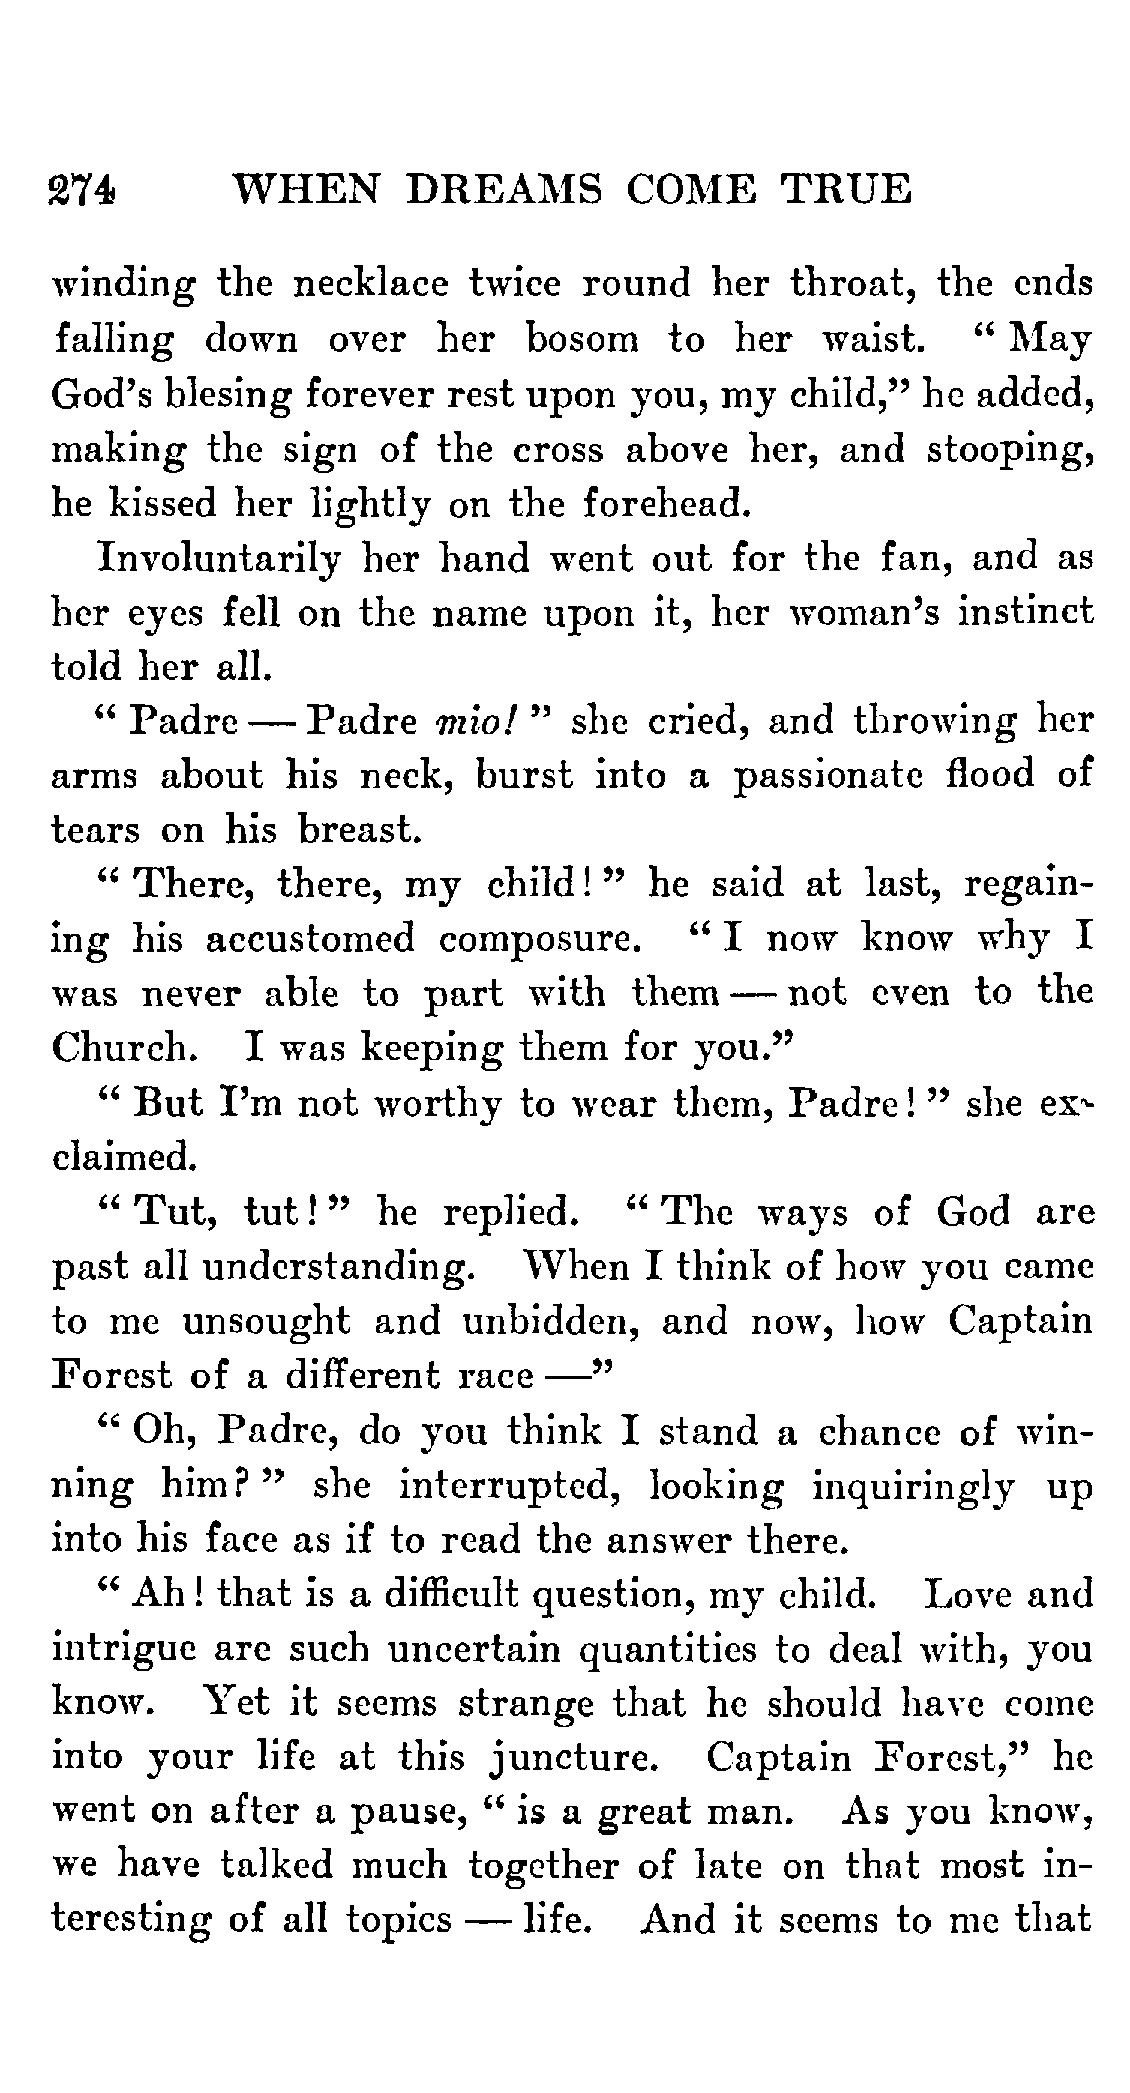 274 WHEN DREAMS COME TRUE
winding the necklace twice round her throat, the ends
falling down over her bosom to her waist. “ May
God’s blesing forever rest upon you, my child,” he added,
making the sign of the cross above her, and stooping,
he kissed her lightly on the forehead.
Involuntarily her hand went out for the fan, and as
her eyes fell on the name upon it, her woman’s instinct
told her all.
“ Padre — Padre mio! ” she cried, and throwing her
arms about his neck, burst into a passionate flood of
tears on his breast.
“ There, there, my child! ” he said at last, regain-
ing his accustomed composure. “ I now know why I
was never able to part with them — not even to the
Church. I was keeping them for you.”
“ But I’m not worthy to wear them, Padre! ” she ex-
claimed.
“ Tut, tut! ” he replied. “ The ways of God are
past all understanding. When I think of how you came
to me unsought and unbidden, and now, how Captain
Forest of a different race —”
“ Oh, Padre, do you think I stand a chance of win-
ning him? ” she interrupted, looking inquiringly up
into his face as if to read the answer there.
“ Ah! that is a difficult question, my child. Love and
intrigue are such uncertain quantities to deal with, you
know. Yet it seems strange that he should have come
into your life at this juncture. Captain Forest,” he
went on after a pause, “ is a great man. As you know,
we have talked much together of late on that most in-
teresting of all topics — life. And it seems to me that